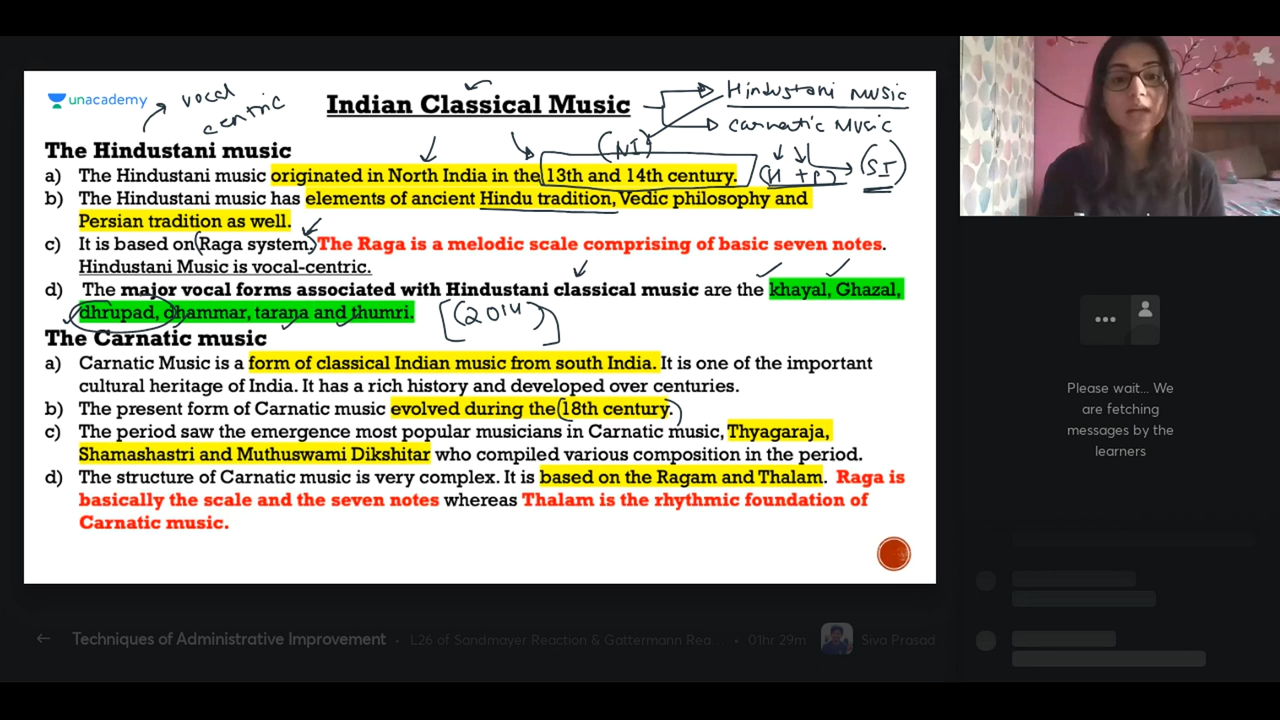 unacademy
vocal
centric
Indian Classical Music
Hindustani Music
Carnatic Music
(NI)
(H + P)
(SI)
The Hindustani music
a) The Hindustani music originated in North India in the 13th and 14th century.
b) The Hindustani music has elements of ancient Hindu tradition, Vedic philosophy and
Persian tradition as well.
c) It is based on Raga system. The Raga is a melodic scale comprising of basic seven notes.
Hindustani Music is vocal-centric.
d) The major vocal forms associated with Hindustani classical music are the khayal, Ghazal,
dhrupad, dhammar, tarana and thumri.
[(2014)]
The Carnatic music
a) Carnatic Music is a form of classical Indian music from south India. It is one of the important
cultural heritage of India. It has a rich history and developed over centuries.
b) The present form of Carnatic music evolved during the 18th century.
c) The period saw the emergence most popular musicians in Carnatic music, Thyagaraja,
Shamashastri and Muthuswami Dikshitar who compiled various composition in the period.
d) The structure of Carnatic music is very complex. It is based on the Ragam and Thalam. Raga is
basically the scale and the seven notes whereas Thalam is the rhythmic foundation of
Carnatic music.
Please wait... We
are fetching
messages by the
learners
Techniques of Administrative Improvement • L26 of Sandmayer Reaction & Gattermann Rea... • 01hr 29m Siva Prasad